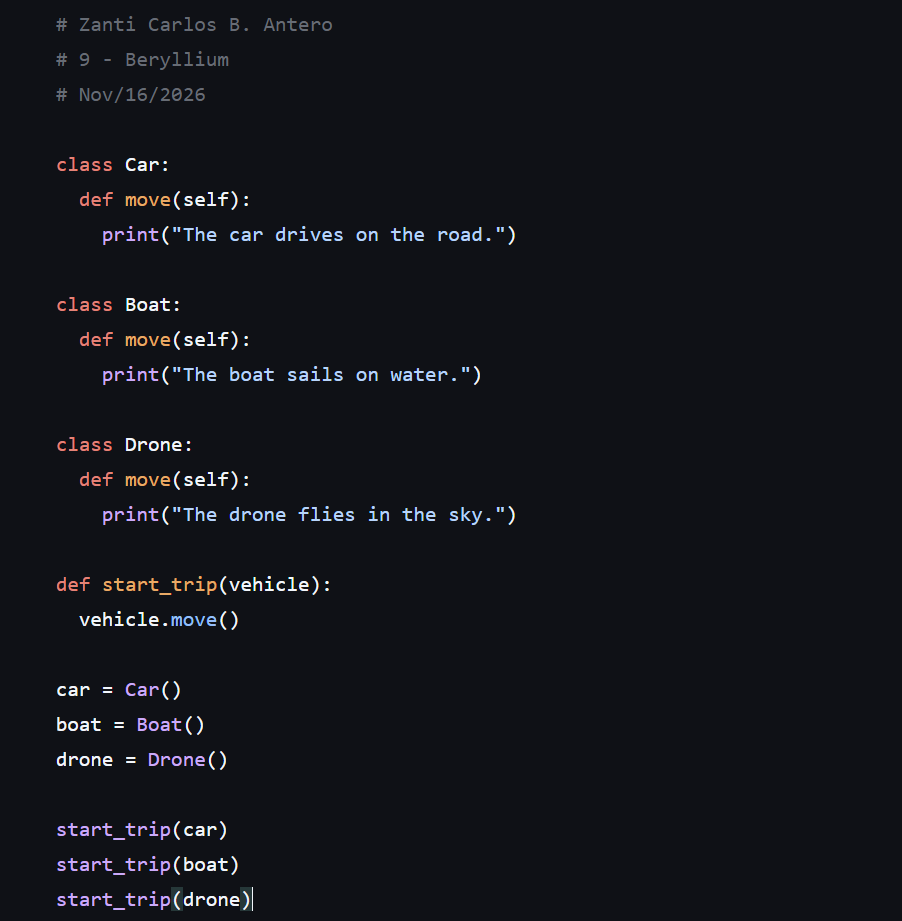 # Zanti Carlos B. Antero
# 9 - Beryllium
# Nov/16/2026

class Car:
  def move(self):
    print("The car drives on the road.")

class Boat:
  def move(self):
    print("The boat sails on water.")

class Drone:
  def move(self):
    print("The drone flies in the sky.")

def start_trip(vehicle):
  vehicle.move()

car = Car()
boat = Boat()
drone = Drone()

start_trip(car)
start_trip(boat)
start_trip(drone)